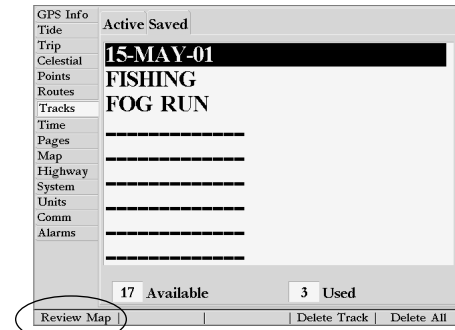 GPS Info
Tide
Trip
Celestial
Points
Routes
Tracks
Time
Pages
Map
Highway
System
Units
Comm
Alarms
Active Saved
15-MAY-01
FISHING
FOG RUN
17 Available 3 Used
Review Map | | | Delete Track | Delete All